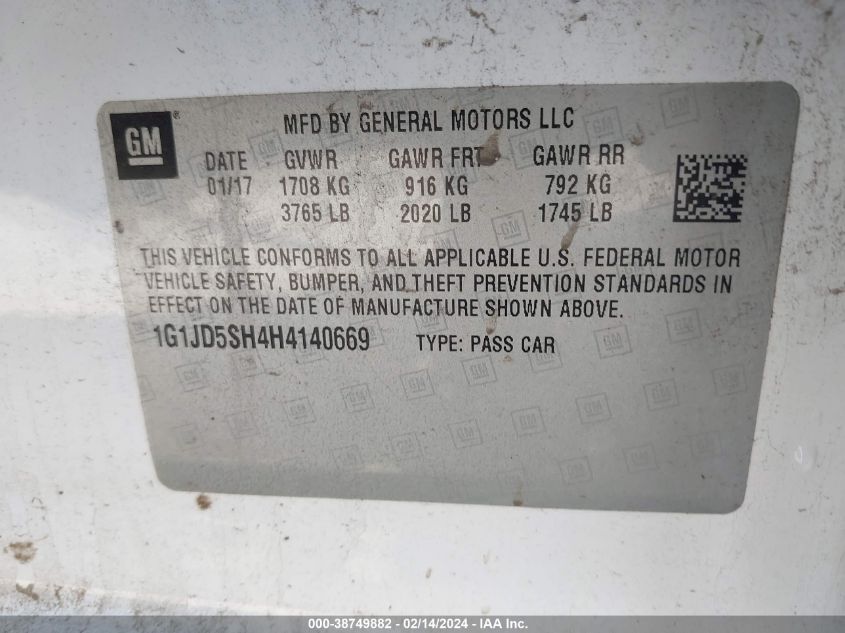 GM®
MFD BY GENERAL MOTORS LLC
DATE GVWR GAWR FRT GAWR RR
01/17 1708 KG 916 KG 792 KG
3765 LB 2020 LB 1745 LB
THIS VEHICLE CONFORMS TO ALL APPLICABLE U.S. FEDERAL MOTOR
VEHICLE SAFETY, BUMPER, AND THEFT PREVENTION STANDARDS IN
EFFECT ON THE DATE OF MANUFACTURE SHOWN ABOVE.
1G1JD5SH4H4140669 TYPE: PASS CAR
000-38749882 - 02/14/2024 - IAA Inc.